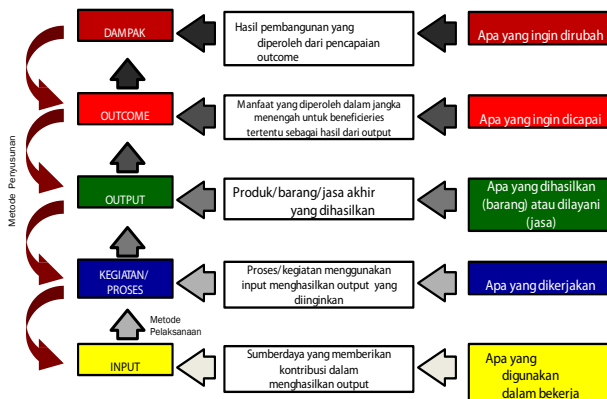 Metode Penyusunan
DAMPAK
Hasil pembangunan yang
diperoleh dari pencapaian
outcome
Apa yang ingin dirubah
OUTCOME
Manfaat yang diperoleh dalam jangka
menengah untuk beneficieries
tertentu sebagai hasil dari output
Apa yang ingin dicapai
OUTPUT
Produk/barang/jasa akhir
yang dihasilkan
Apa yang dihasilkan
(barang) atau dilayani
(jasa)
KEGIATAN/
PROSES
Proses/kegiatan menggunakan
input menghasilkan output yang
diinginkan
Apa yang dikerjakan
Metode
Pelaksanaan
INPUT
Sumberdaya yang memberikan
kontribusi dalam
menghasilkan output
Apa yang
digunakan
dalam bekerja